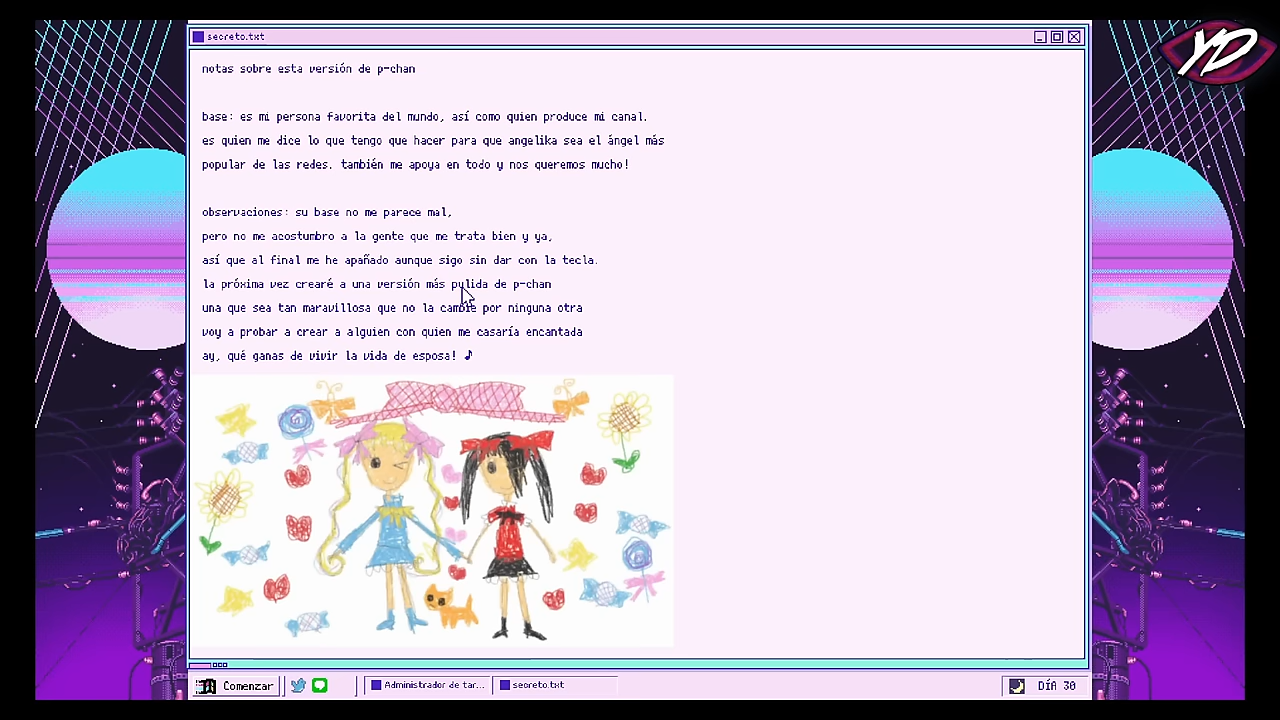 secreto.txt
YD
notas sobre esta versión de p-chan
base: es mi persona favorita del mundo, así como quien produce mi canal.
es quien me dice lo que tengo que hacer para que angelika sea el ángel más
popular de las redes. también me apoya en todo y nos queremos mucho!
observaciones: su base no me parece mal,
pero no me acostumbro a la gente que me trata bien y ya,
así que al final me he apañado aunque sigo sin dar con la tecla.
la próxima vez crearé a una versión más pulida de p-chan
una que sea tan maravillosa que no la cambie por ninguna otra
voy a probar a crear a alguien con quien me casaría encantada
ay, qué ganas de vivir la vida de esposa! ♪
Comenzar
Administrador de tar...
secreto.txt
DÍA 30